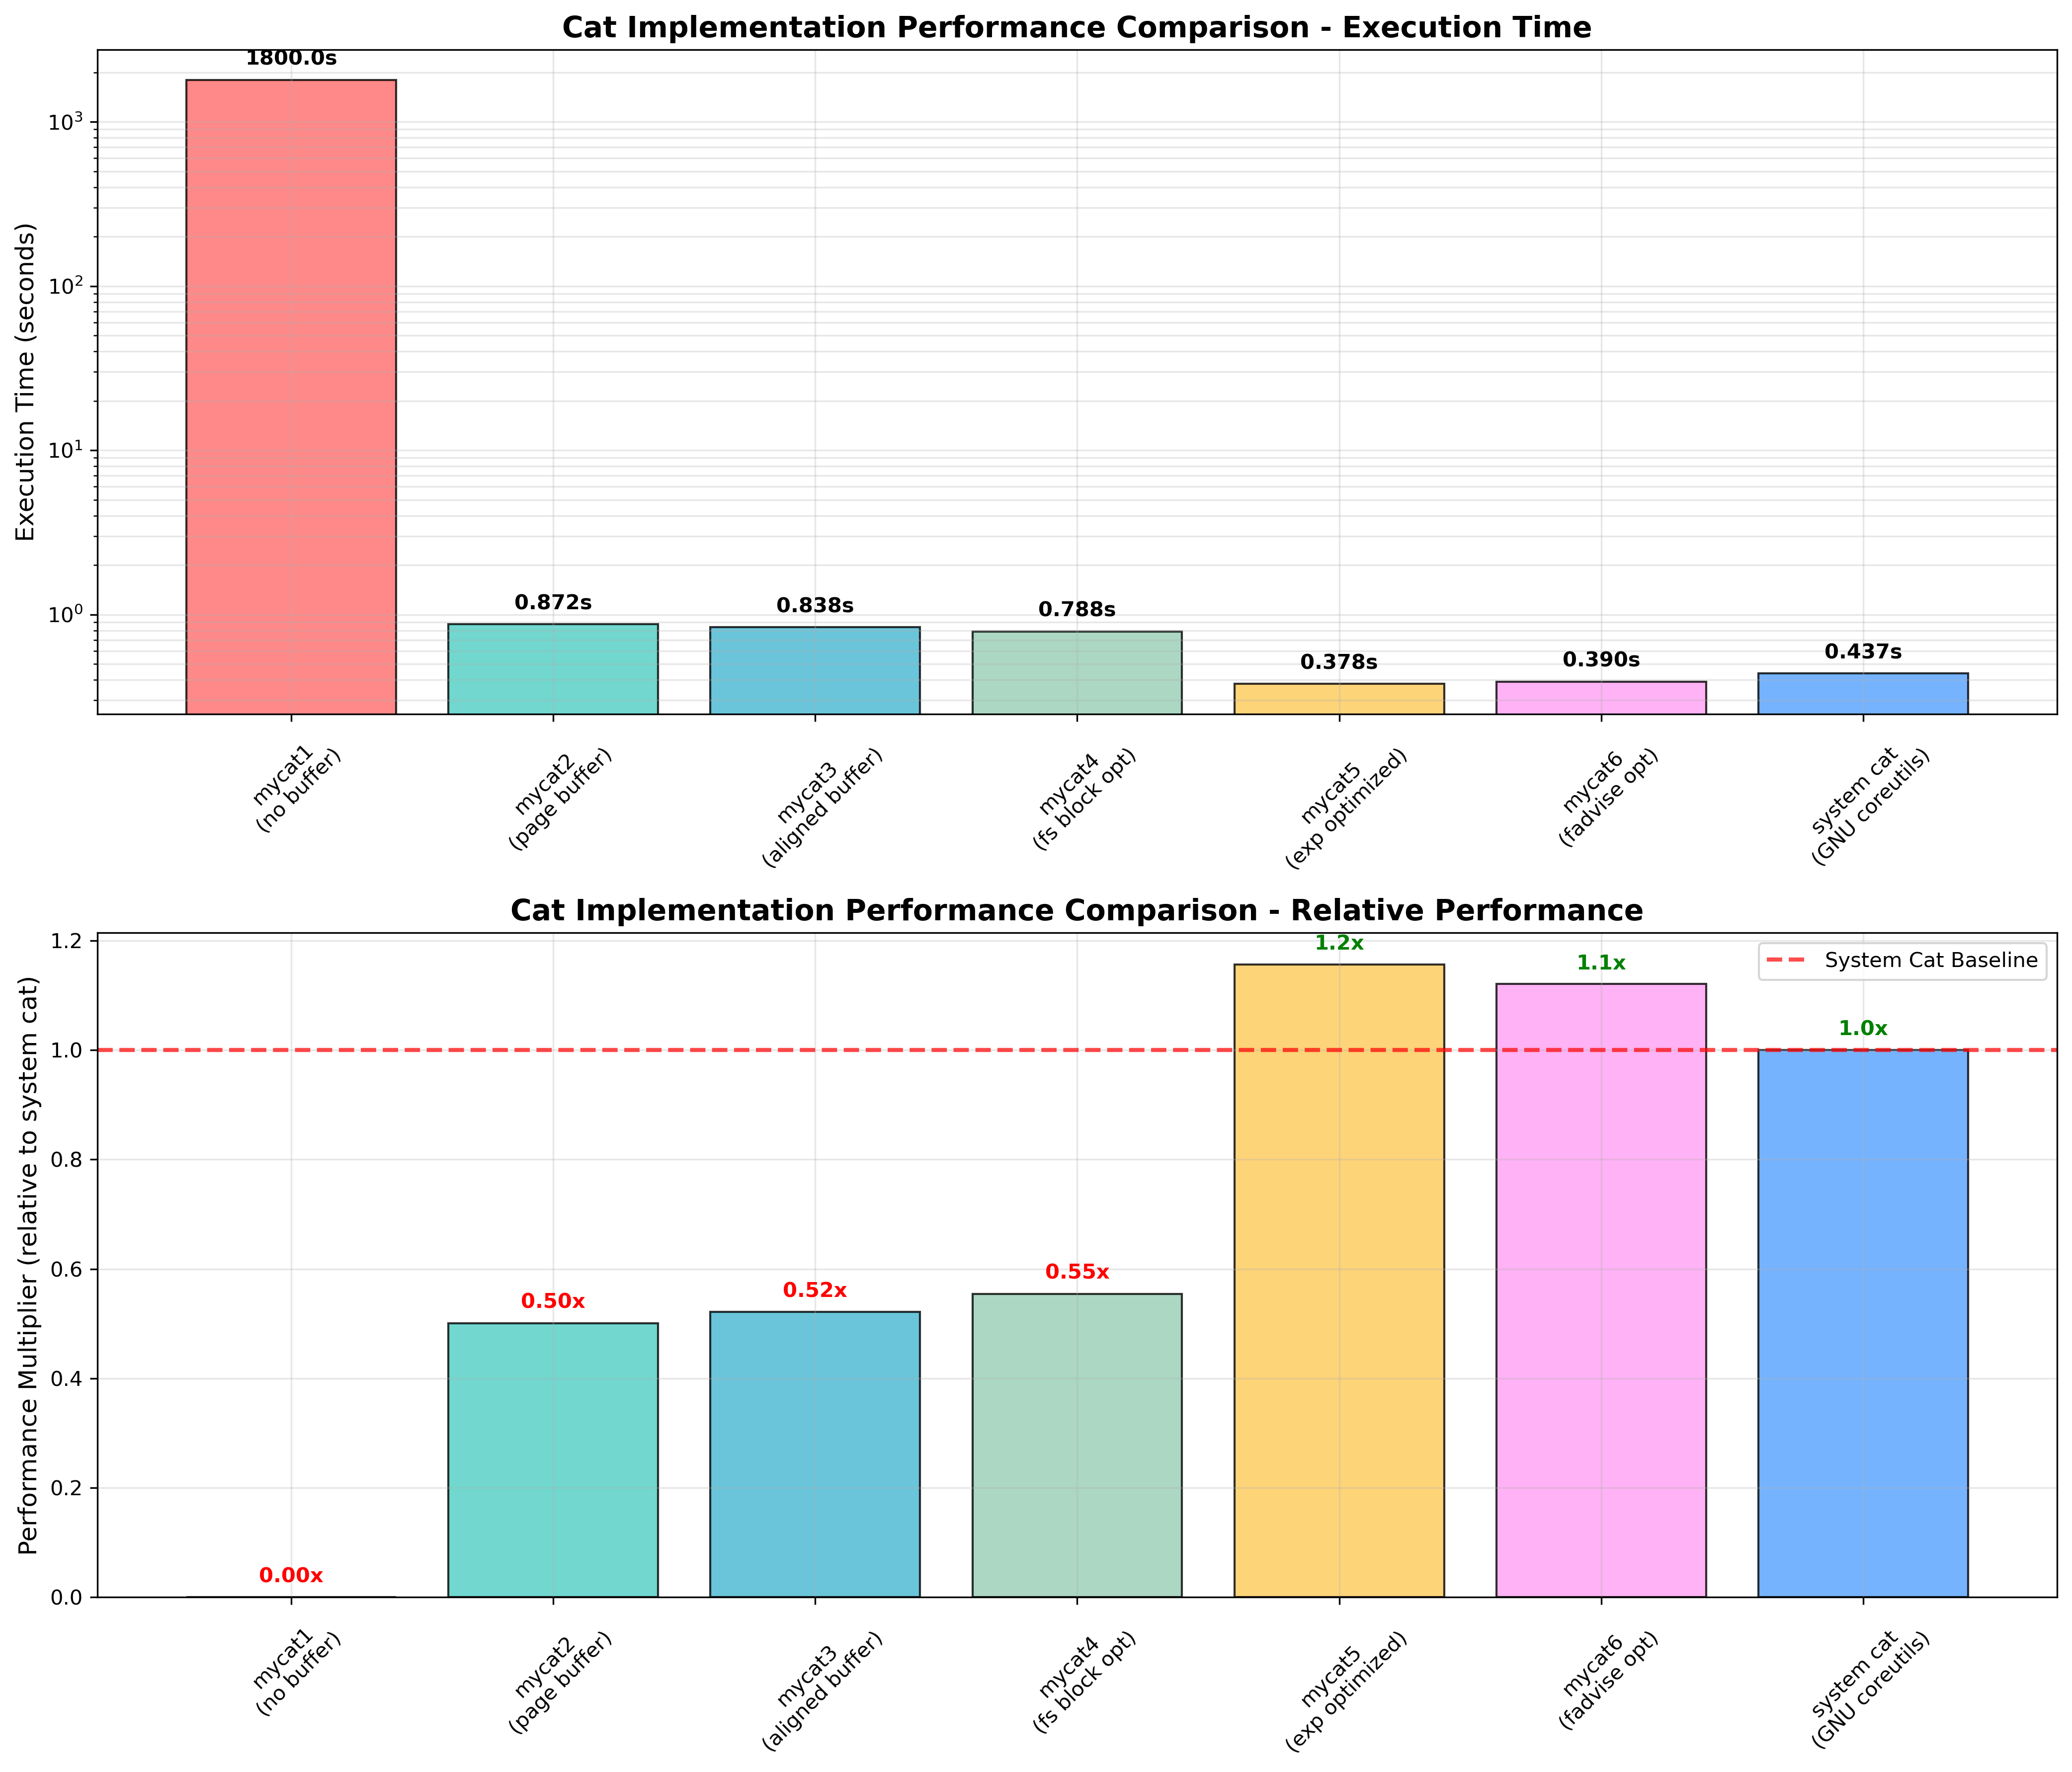 Cat Implementation Performance Comparison - Execution Time
Execution Time (seconds)
10³
10²
10¹
10⁰
1800.0s
0.872s
0.838s
0.788s
0.378s
0.390s
0.437s
mycat1
(no buffer)
mycat2
(page buffer)
mycat3
(aligned buffer)
mycat4
(fs block opt)
mycat5
(exp optimized)
mycat6
(fadvise opt)
system cat
(GNU coreutils)
Cat Implementation Performance Comparison - Relative Performance
Performance Multiplier (relative to system cat)
1.2
1.0
0.8
0.6
0.4
0.2
0.0
0.00x
0.50x
0.52x
0.55x
1.2x
1.1x
1.0x
System Cat Baseline
mycat1
(no buffer)
mycat2
(page buffer)
mycat3
(aligned buffer)
mycat4
(fs block opt)
mycat5
(exp optimized)
mycat6
(fadvise opt)
system cat
(GNU coreutils)